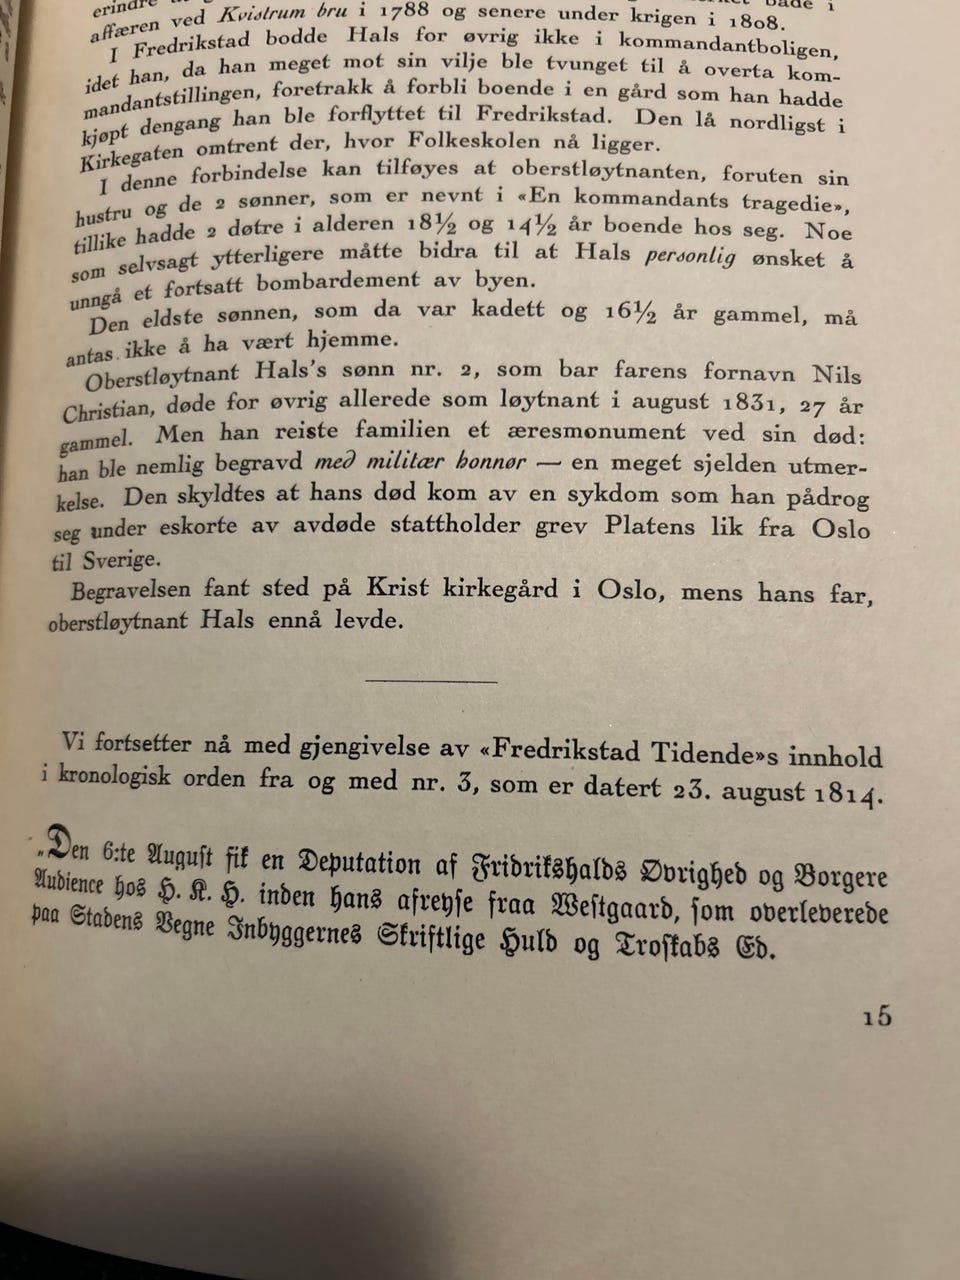 erindre
både i
affæren ved Kvistrum bru i 1788 og senere under krigen i 1808.
I Fredrikstad bodde Hals for øvrig ikke i kommandantboligen,
idet han, da han meget mot sin vilje ble tvunget til å overta kom-
mandantstillingen, foretrakk å forbli boende i en gård som han hadde
kjøpt dengang han ble forflyttet til Fredrikstad. Den lå nordligst i
Kirkegaten omtrent der, hvor Folkeskolen nå ligger.
I denne forbindelse kan tilføyes at oberstløytnanten, foruten sin
hustru og de 2 sønner, som er nevnt i «En kommandants tragedie»,
tillike hadde 2 døtre i alderen 18½ og 14½ år boende hos seg. Noe
som selvsagt ytterligere måtte bidra til at Hals personlig ønsket å
unngå et fortsatt bombardement av byen.
Den eldste sønnen, som da var kadett og 16½ år gammel, må
antas ikke å ha vært hjemme.
Oberstløytnant Hals's sønn nr. 2, som bar farens fornavn Nils
Christian, døde for øvrig allerede som løytnant i august 1831, 27 år
gammel. Men han reiste familien et æresmonument ved sin død:
han ble nemlig begravd med militær honnør — en meget sjelden utmer-
kelse. Den skyldtes at hans død kom av en sykdom som han pådrog
seg under eskorte av avdøde stattholder grev Platens lik fra Oslo
til Sverige.
Begravelsen fant sted på Krist kirkegård i Oslo, mens hans far,
oberstløytnant Hals ennå levde.
Vi fortsetter nå med gjengivelse av «Fredrikstad Tidende»s innhold
i kronologisk orden fra og med nr. 3, som er datert 23. august 1814.
„Den 6:te August fik en Deputation af Fridrikshalds Øvrighed og Borgere
Audience hos H. K. H. inden hans afreyse fraa Westgaard, som overleverede
paa Stadens Vegne Inbyggernes Skriftlige Huld og Troskabs Ed.
15